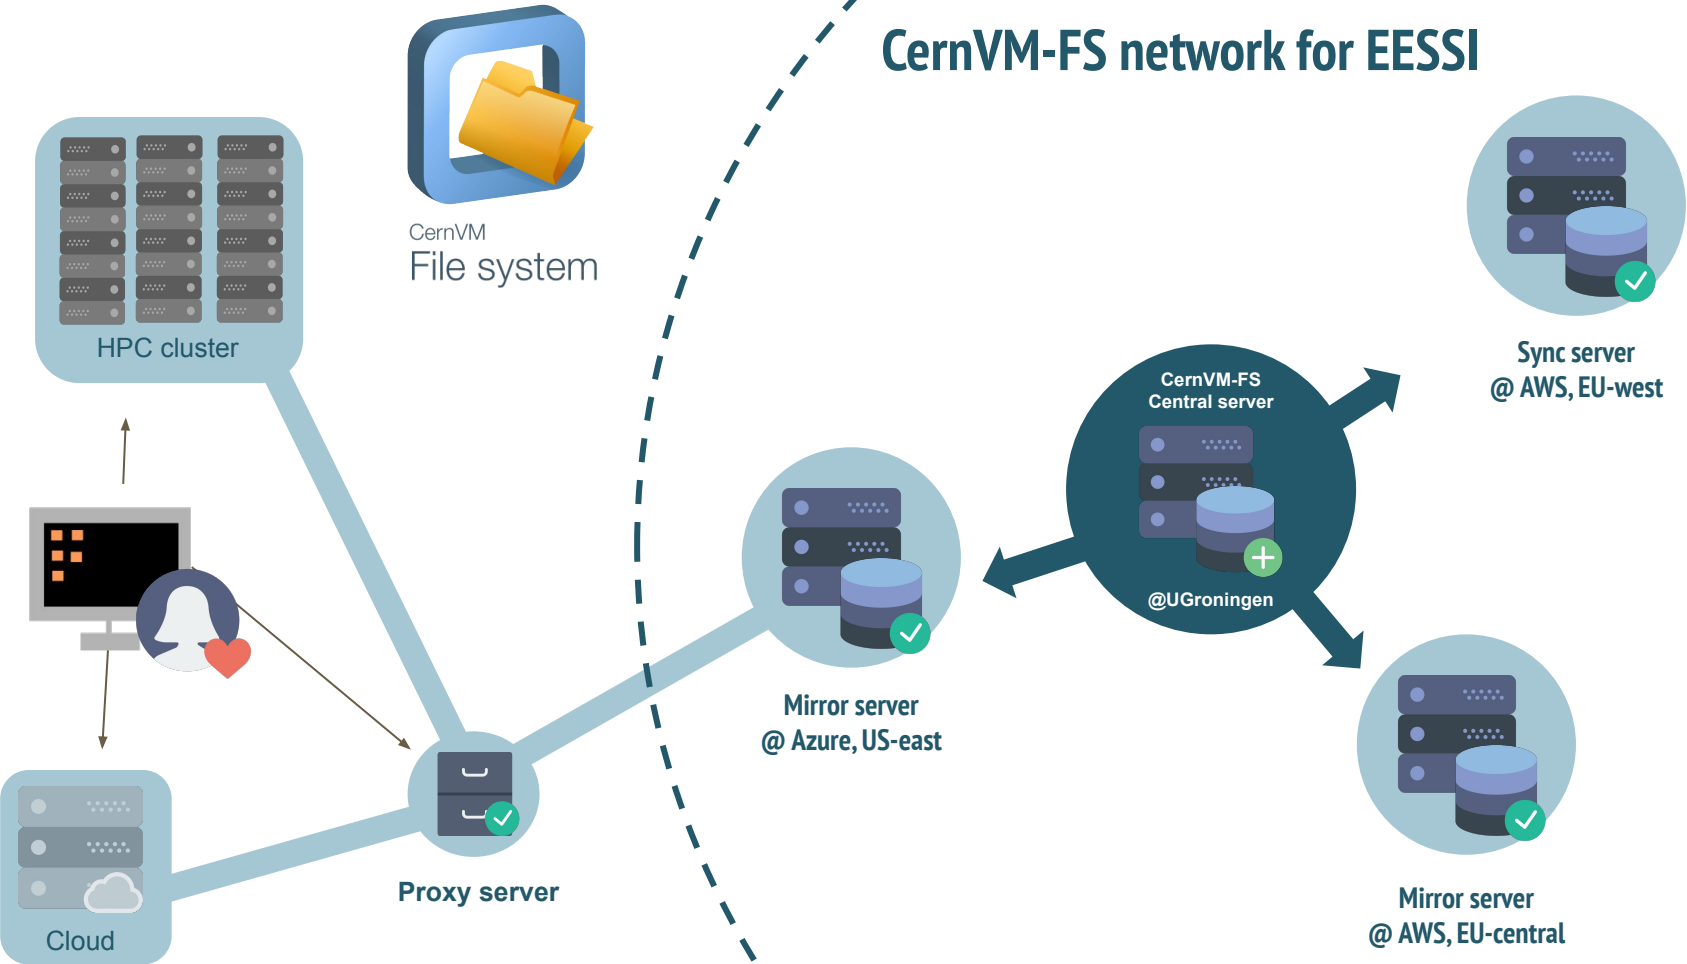 CernVM-FS network for EESSI
CernVM
File system
HPC cluster
Sync server
@ AWS, EU-west
CernVM-FS
Central server
@UGroningen
Mirror server
@ Azure, US-east
Proxy server
Mirror server
@ AWS, EU-central
Cloud